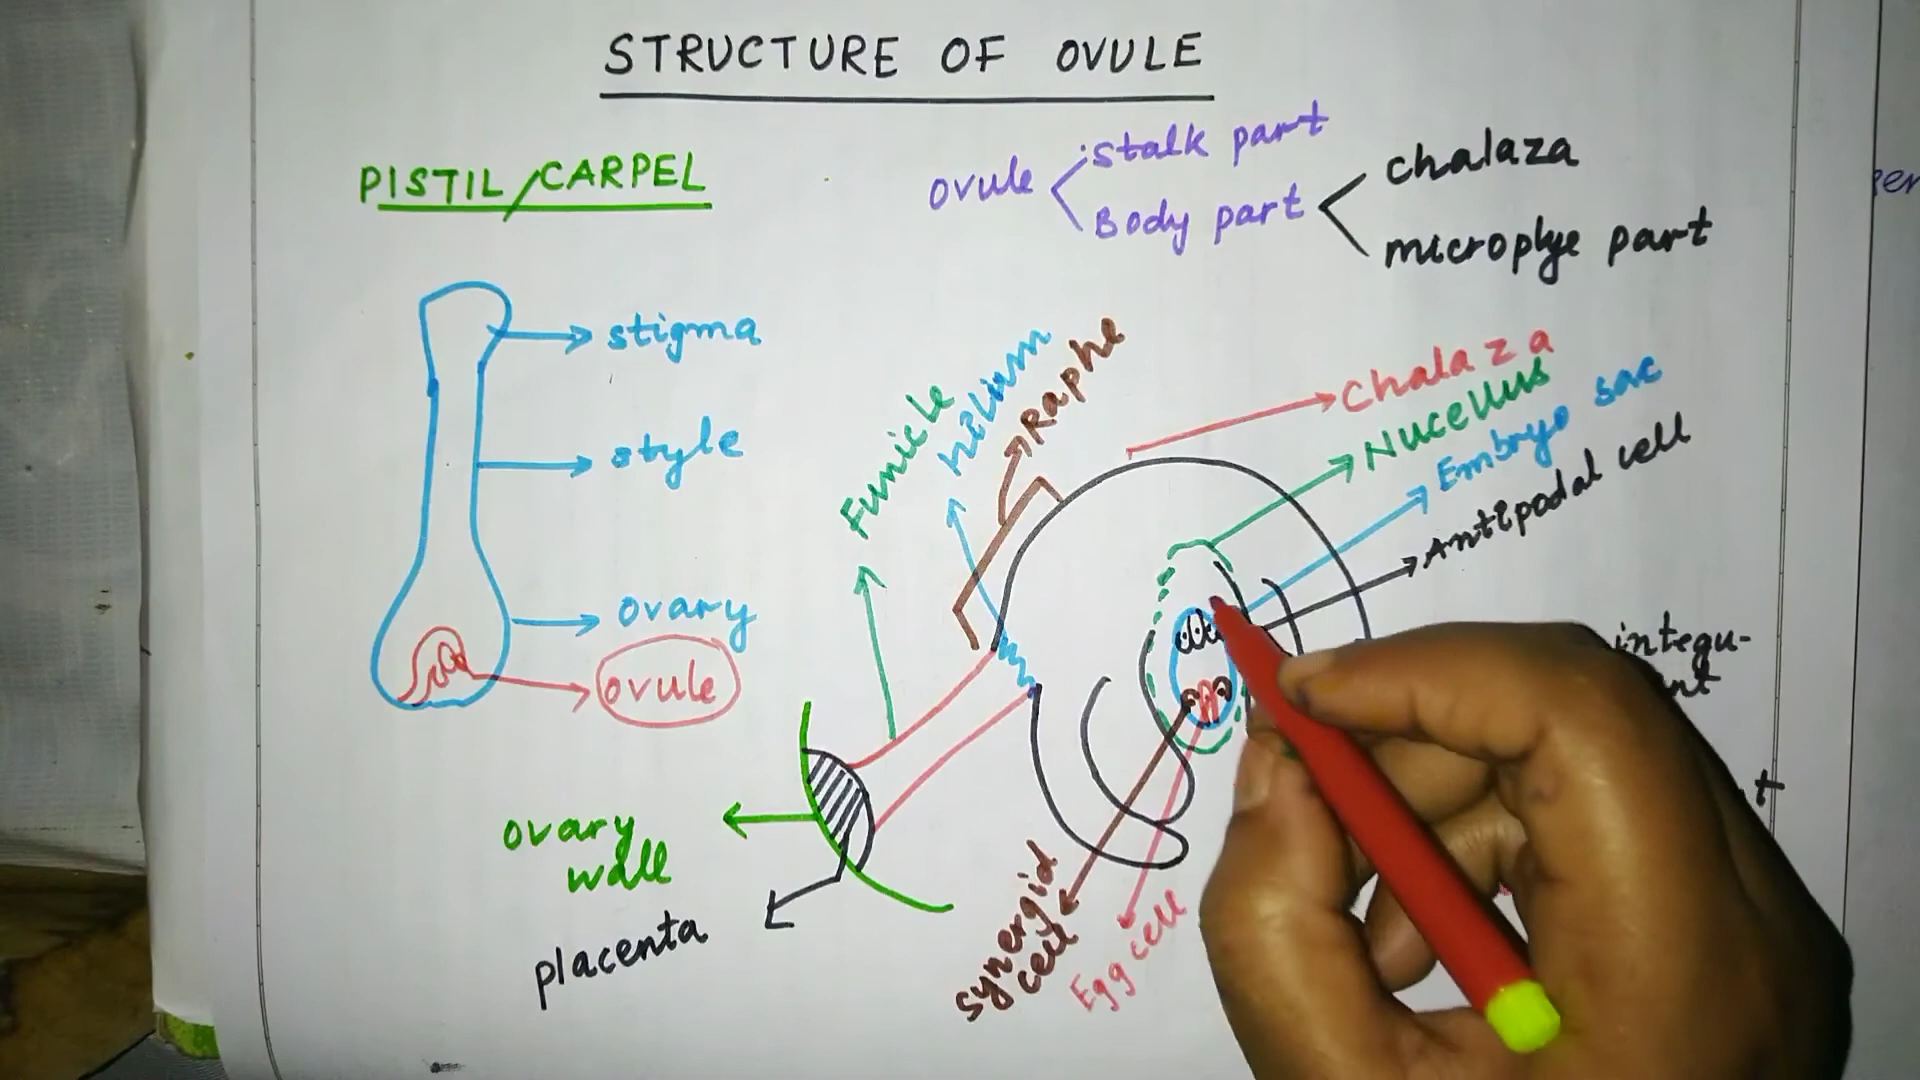 STRUCTURE OF OVULE
PISTIL/CARPEL
ovule
stalk part
Body part
chalaza
microplye part
stigma
style
ovary
ovule
Funicle
hilum
Raphe
Chalaza
Nucellus
Embryo sac
Antipodal cell
integu-
ovary
wall
placenta
synergid
cell
Egg cell